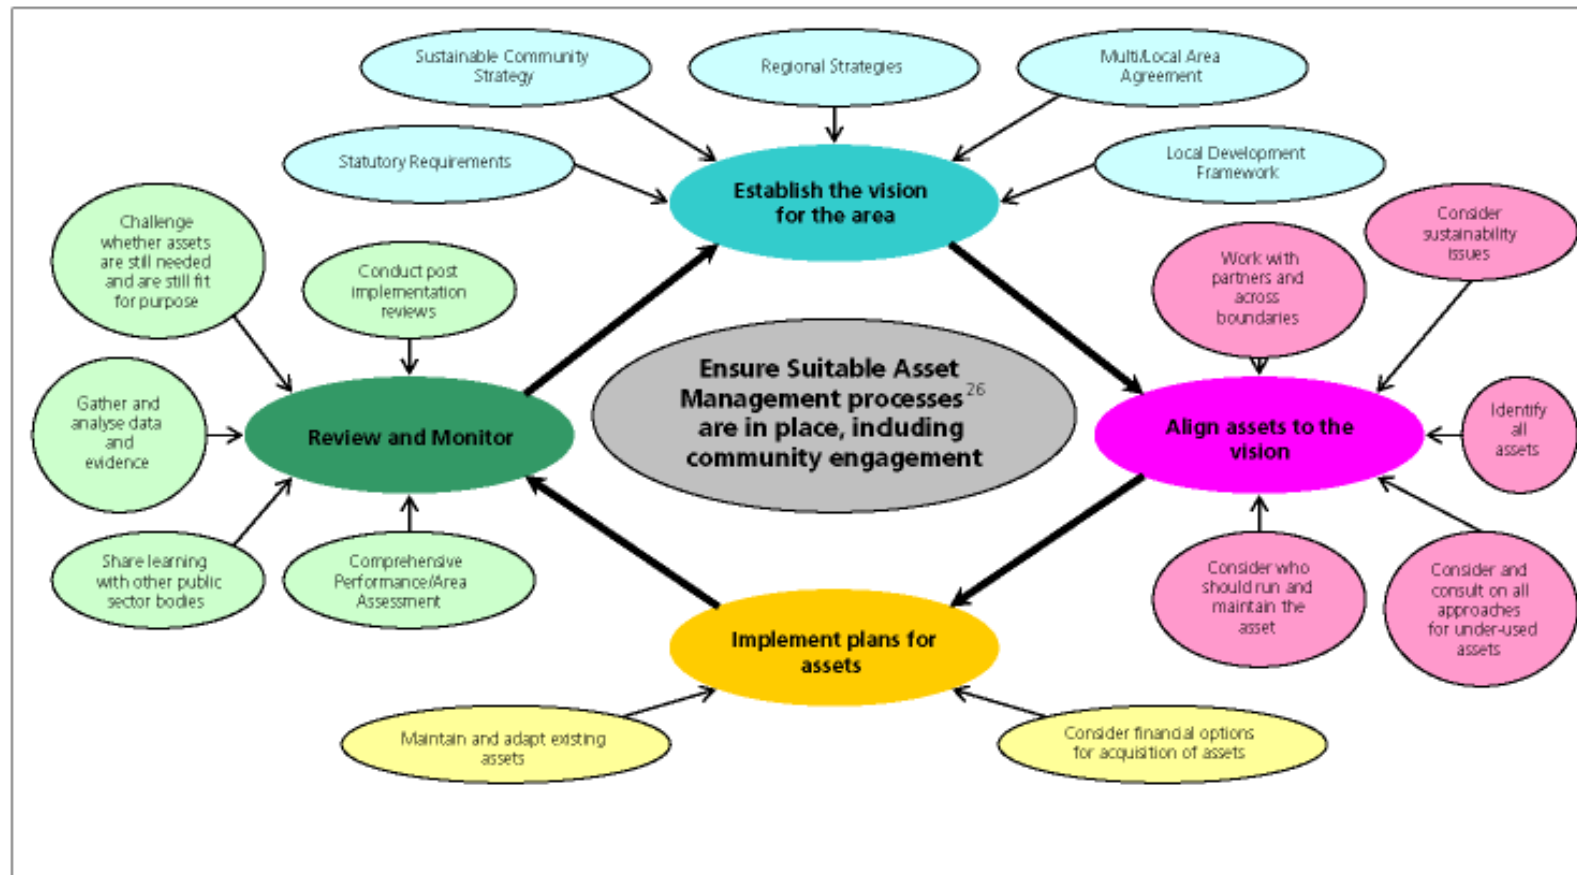 Sustainable Community
Strategy
Regional Strategies
Multi/Local Area
Agreement
Statutory Requirements
Local Development
Framework
Establish the vision
for the area
Challenge
whether assets
are still needed
and are still fit
for purpose
Conduct post
implementation
reviews
Work with
partners and
across
boundaries
Consider
sustainability
issues
Gather and
analyse data
and
evidence
Review and Monitor
Ensure Suitable Asset
Management processes26
are in place, including
community engagement
Align assets to the
vision
Identify
all
assets
Share learning
with other public
sector bodies
Comprehensive
Performance/Area
Assessment
Consider who
should run and
maintain the
asset
Consider and
consult on all
approaches
for under-used
assets
Implement plans for
assets
Maintain and adapt existing
assets
Consider financial options
for acquisition of assets